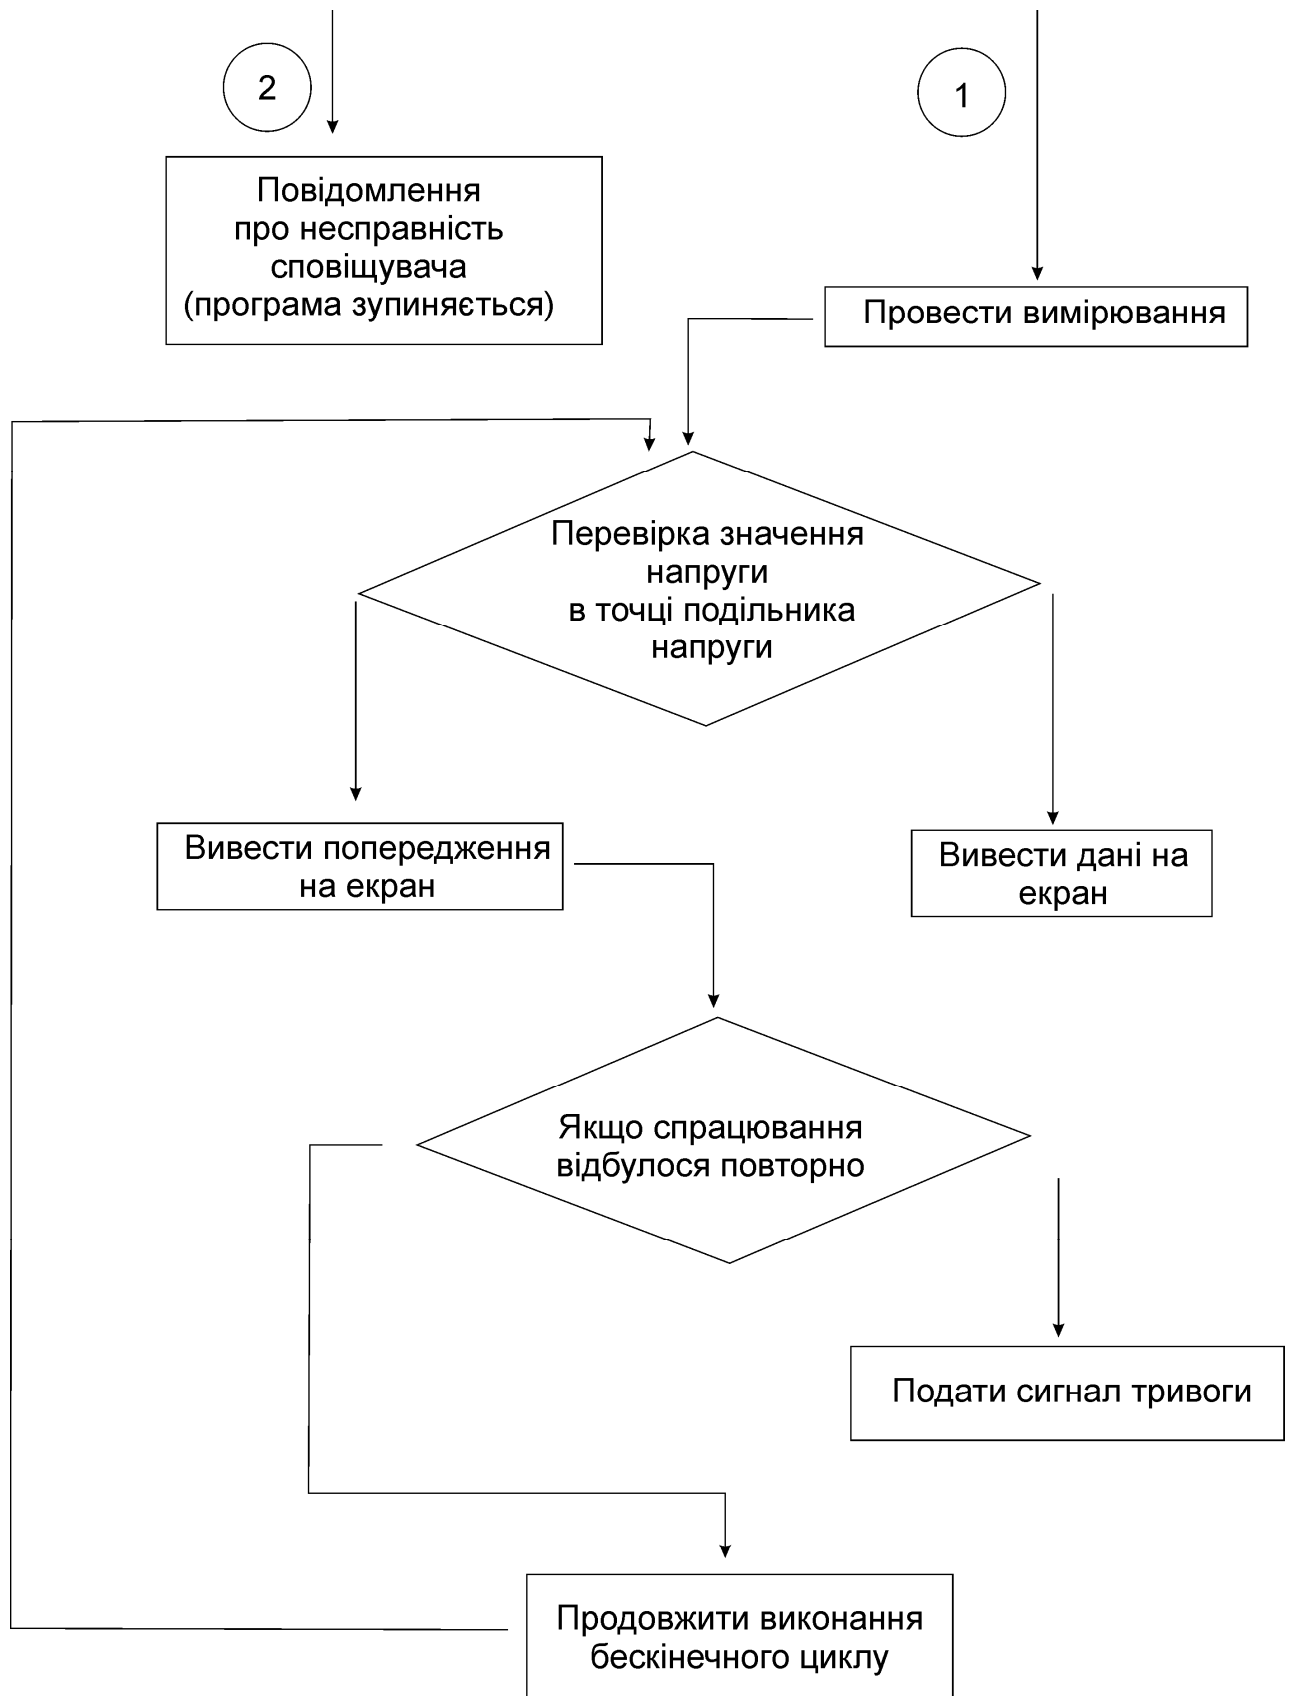 2
1
Повідомлення
про несправність
сповіщувача
(програма зупиняється)
Провести вимірювання
Перевірка значення
напруги
в точці подільника
напруги
Вивести попередження
на екран
Вивести дані на
екран
Якщо спрацювання
відбулося повторно
Подати сигнал тривоги
Продовжити виконання
бескінечного циклу